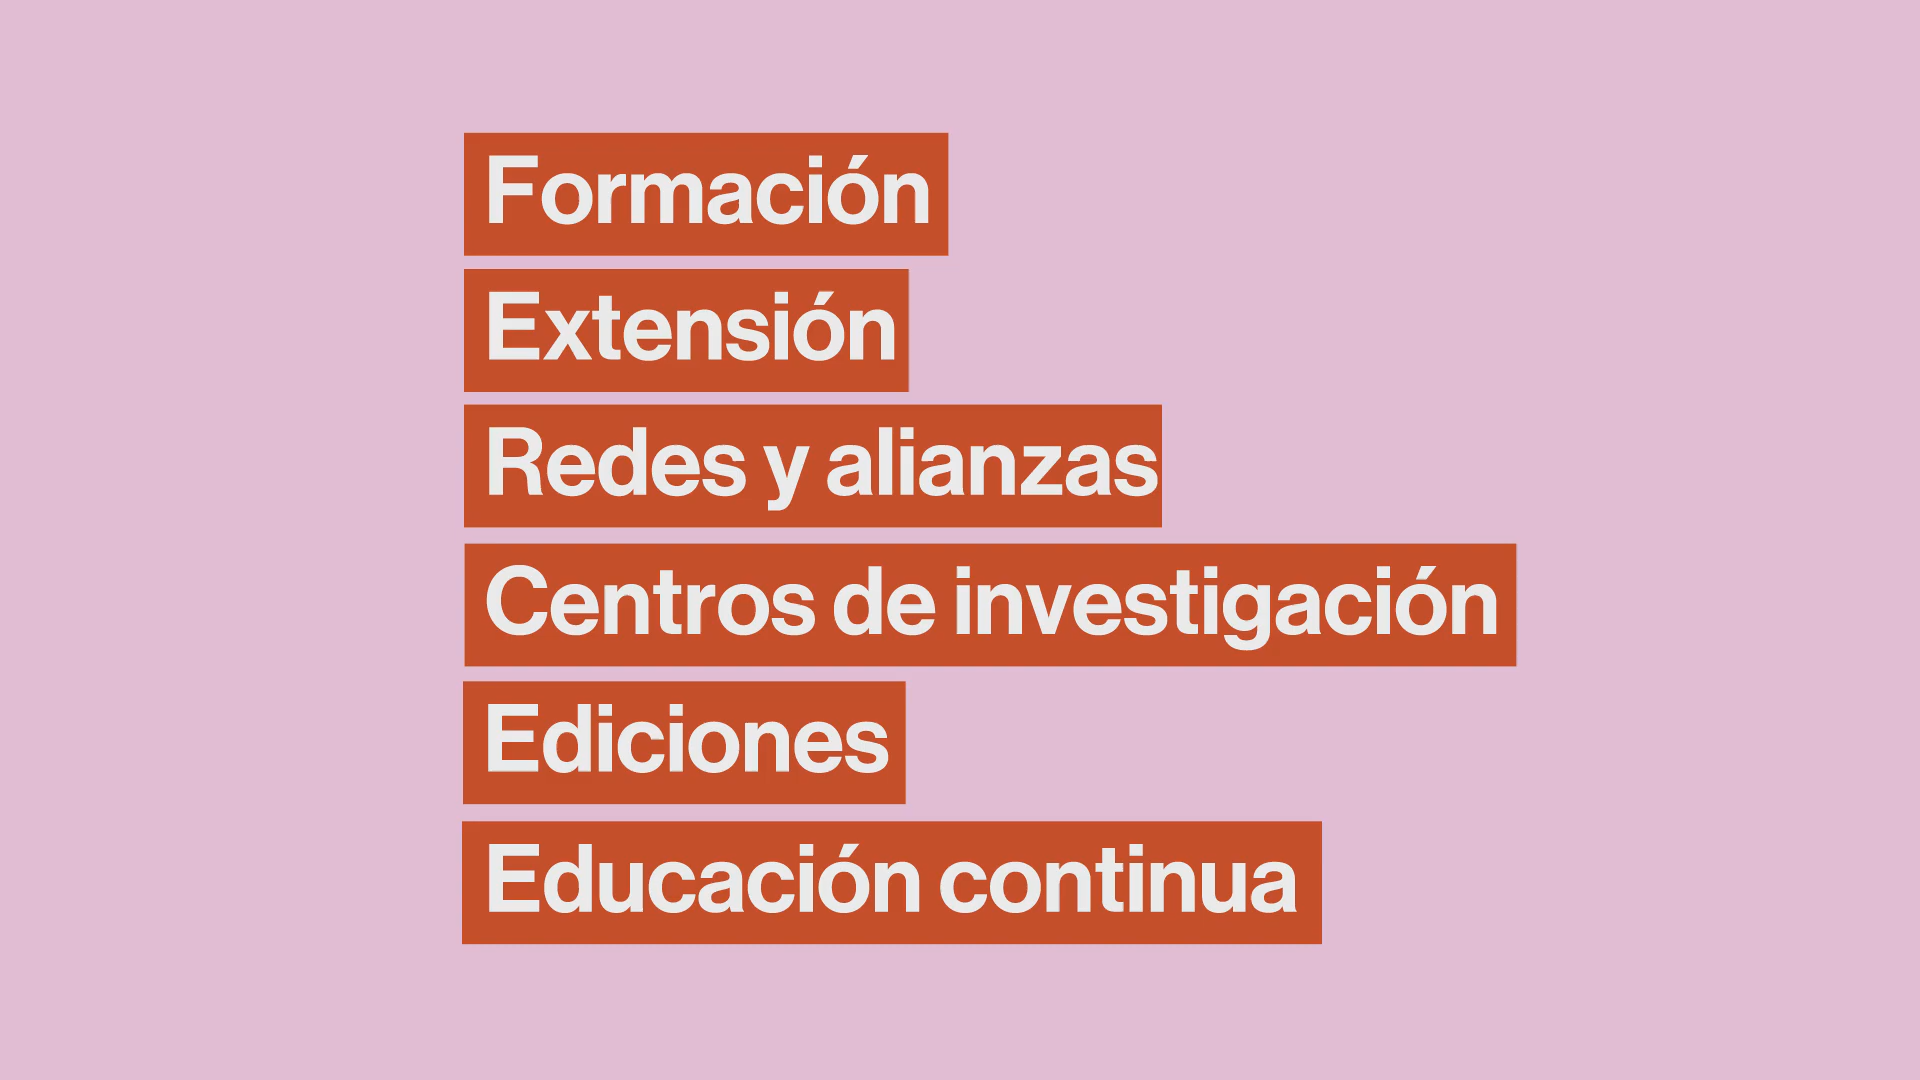 Formación
Extensión
Redes y alianzas
Centros de investigación
Ediciones
Educación continua